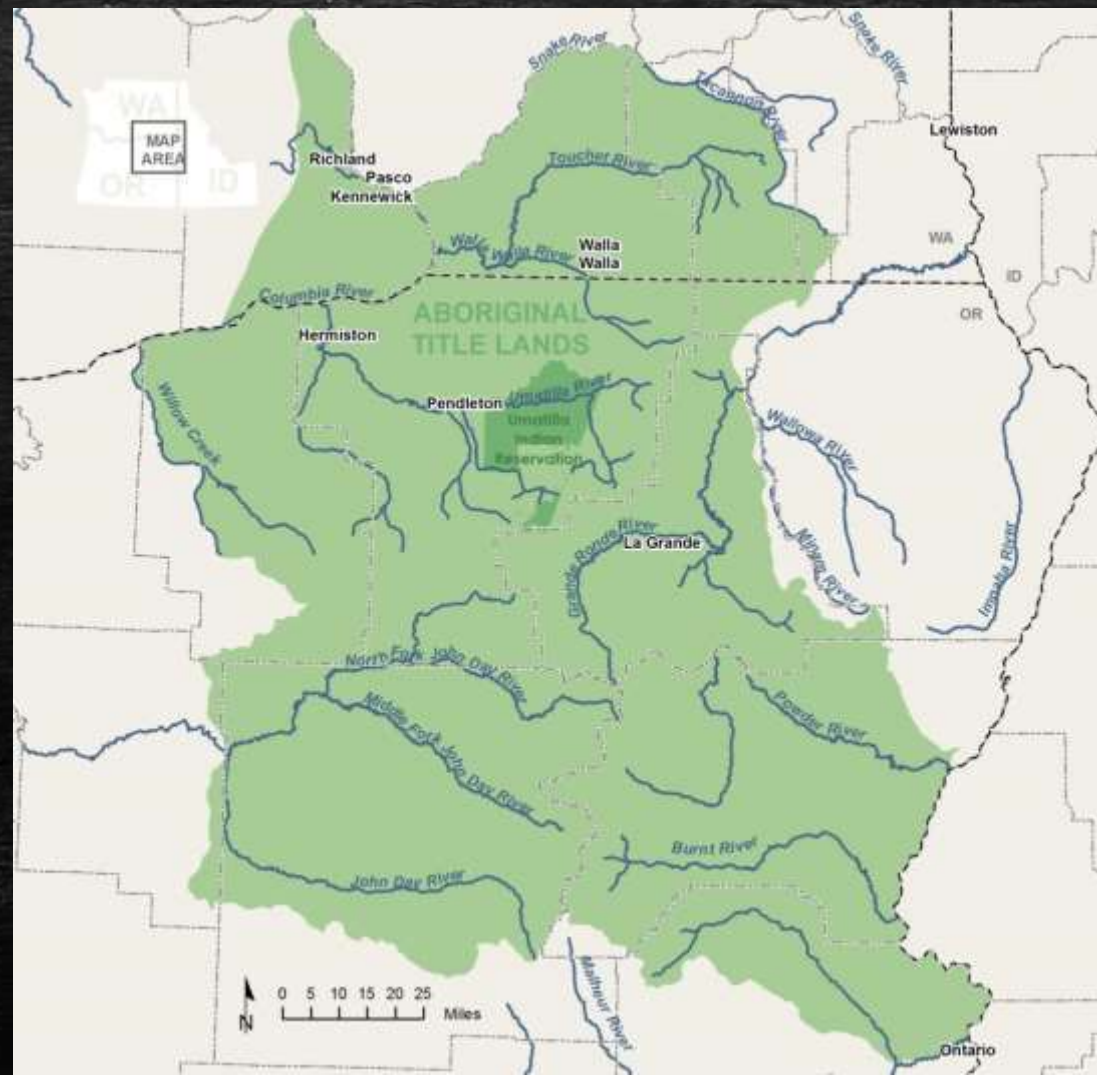 Snake River
Snake River
WA
MAP
AREA
OR
ID
Tucannon River
Lewiston
Richland
Pasco
Kennewick
Toucher River
Walla Walla River
Walla
Walla
WA
ID
OR
Columbia River
ABORIGINAL
TITLE LANDS
Hermiston
Pendleton
Umatilla River
Umatilla
Indian
Reservation
Willow Creek
Wallowa River
Minam River
Imnaha River
Grande Ronde River
La Grande
North Fork John Day River
Middle Fork John Day River
Powder River
Burnt River
John Day River
Malheur River
N
0 5 10 15 20 25
Miles
Ontario